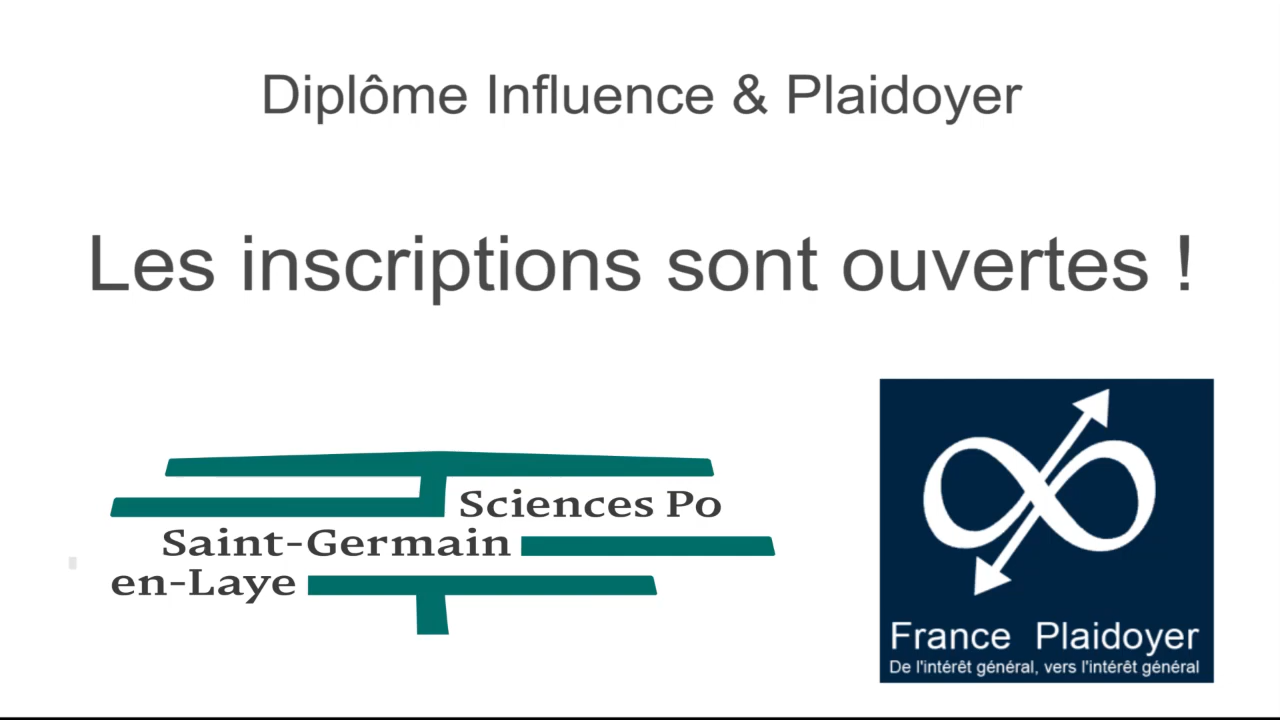 Diplôme Influence & Plaidoyer
Les inscriptions sont ouvertes !
Sciences Po
Saint-Germain
en-Laye
France Plaidoyer
De l'intérêt général, vers l'intérêt général